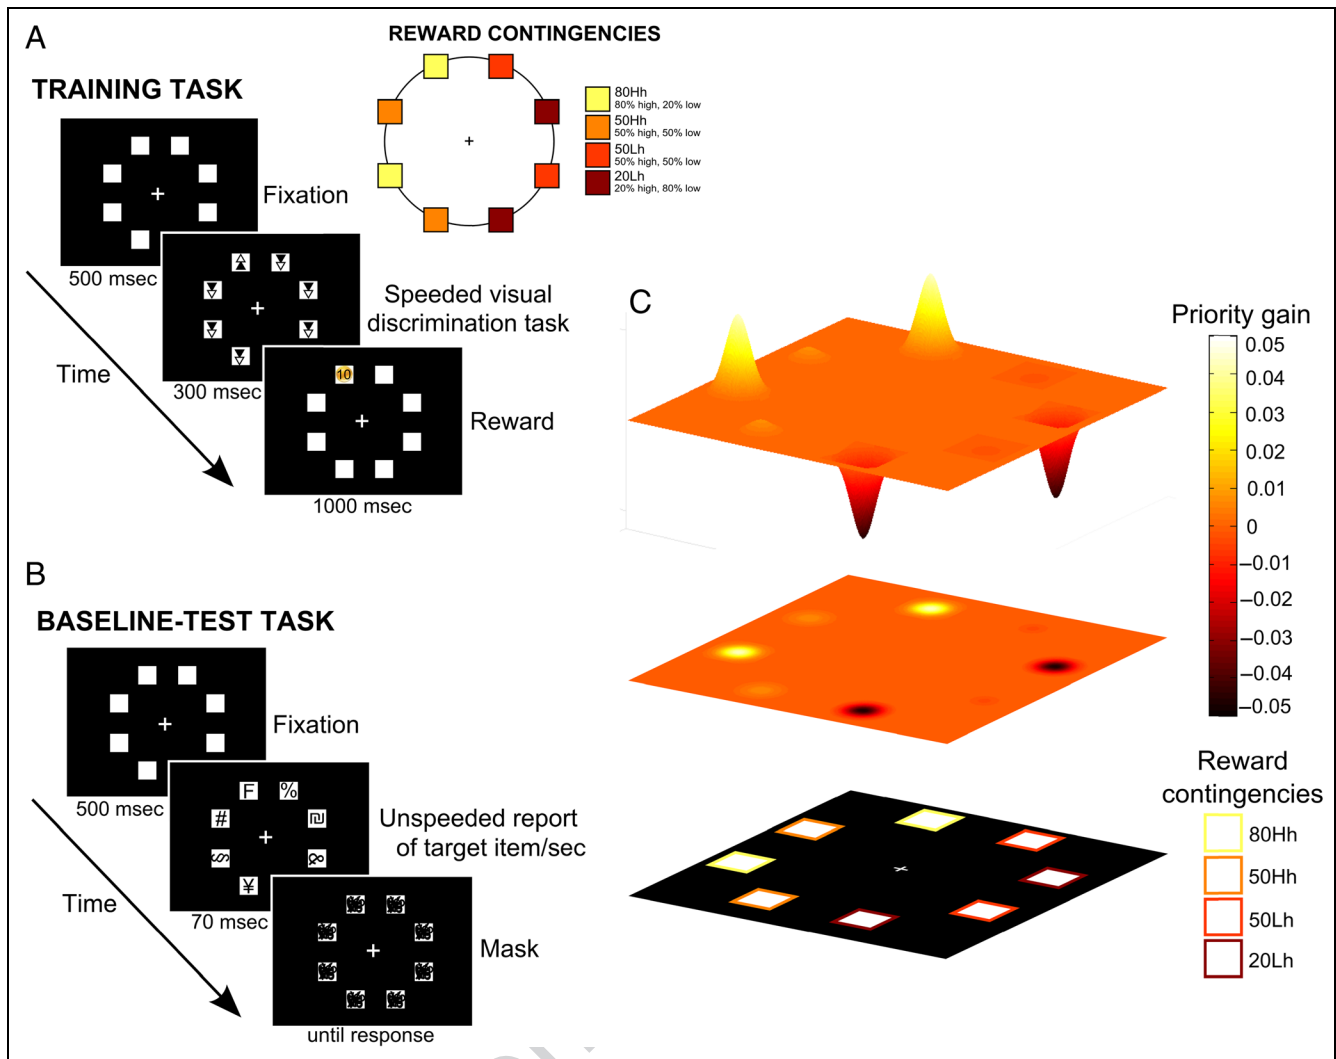 A
TRAINING TASK
REWARD CONTINGENCIES
80Hh
80% high, 20% low
50Hh
50% high, 50% low
50Lh
50% high, 50% low
20Lh
20% high, 80% low
Fixation
500 msec
Speeded visual
discrimination task
300 msec
10
Reward
1000 msec
Time
B
BASELINE-TEST TASK
Fixation
500 msec
F %
# ₪
§ &
¥
Unspeeded report
of target item/sec
70 msec
Mask
until response
Time
C
Priority gain
0.05
0.04
0.03
0.02
0.01
0
−0.01
−0.02
−0.03
−0.04
−0.05
Reward
contingencies
80Hh
50Hh
50Lh
20Lh